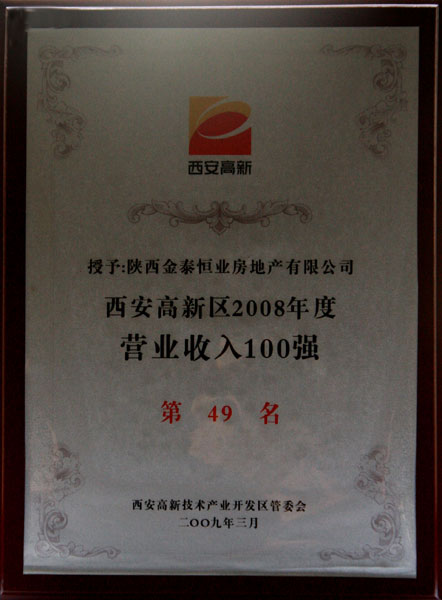 西安高新
授予:陕西金泰恒业房地产有限公司
西安高新区2008年度
营业收入100强
第 49 名
西安高新技术产业开发区管委会
二〇〇九年三月